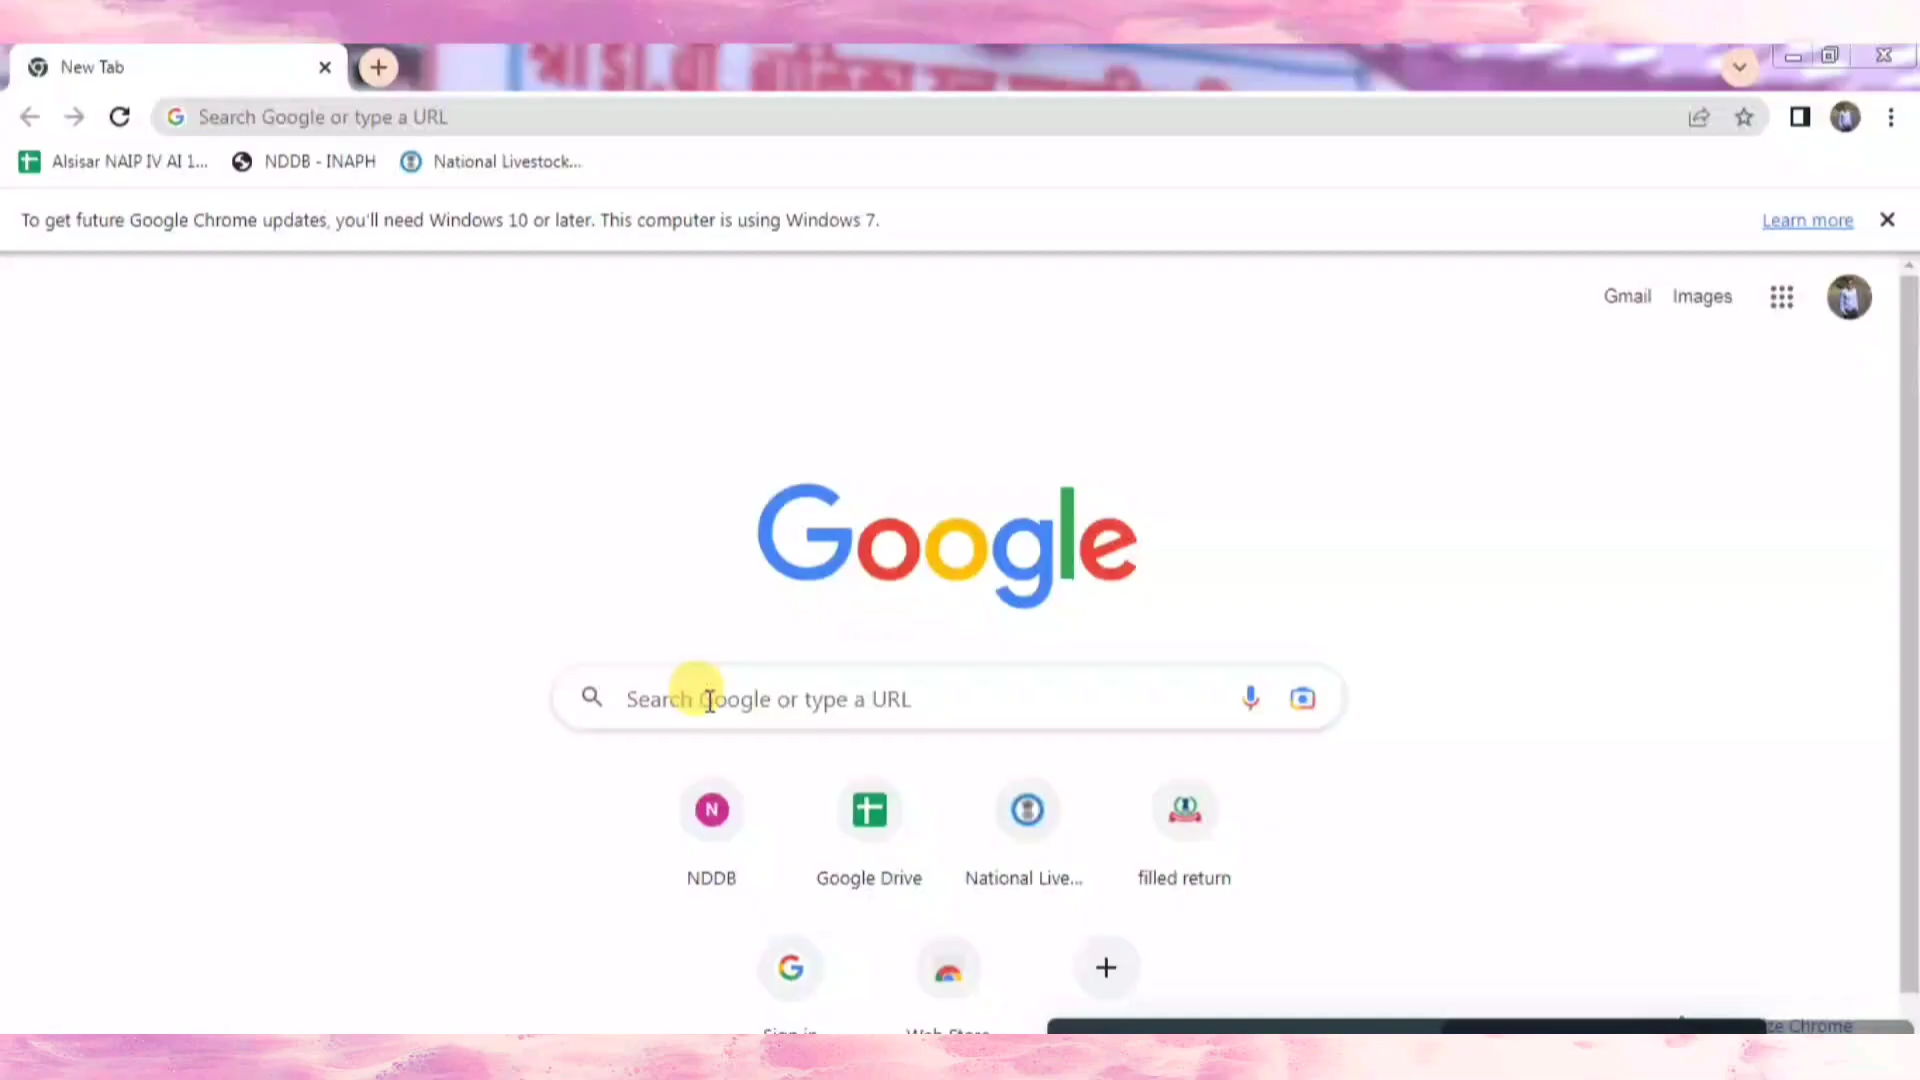 New Tab
Search Google or type a URL
Alsisar NAIP IV AI 1... NDDB - INAPH National Livestock...
To get future Google Chrome updates, you'll need Windows 10 or later. This computer is using Windows 7. Learn more
Gmail Images
Google
Search Google or type a URL
N
NDDB Google Drive National Live... filled return
Sign in Web Store
ze Chrome